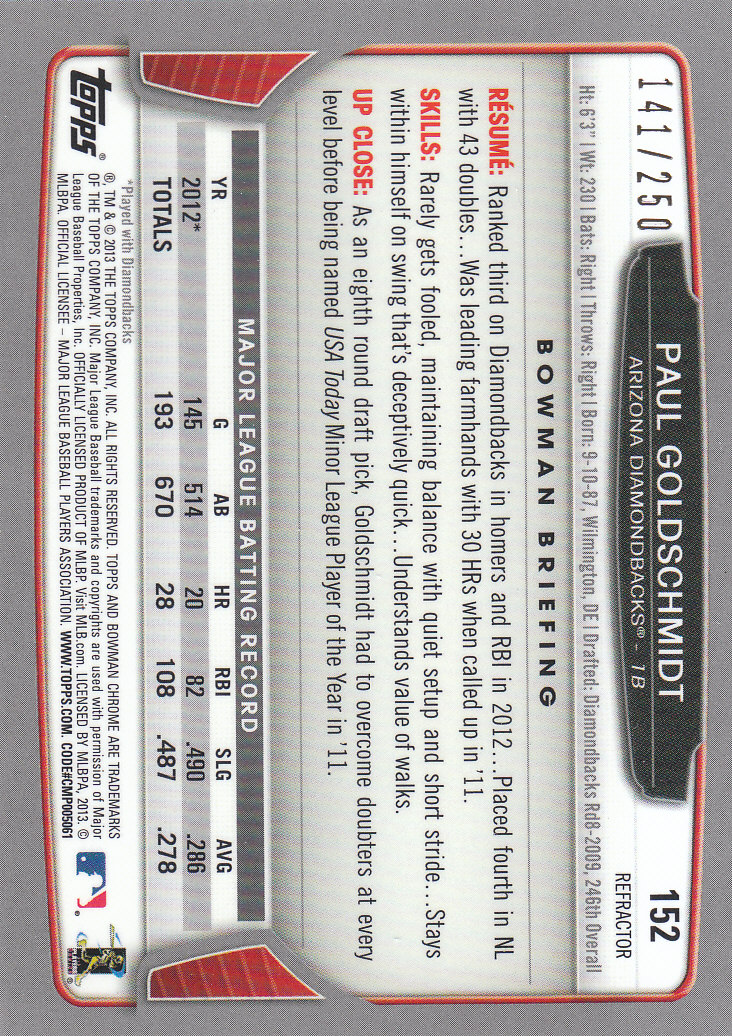 141/250
PAUL GOLDSCHMIDT
ARIZONA DIAMONDBACKS® - 1B
152
REFRACTOR
Ht: 6'3" | Wt: 230 | Bats: Right | Throws: Right | Born: 9-10-87, Wilmington, DE | Drafted: Diamondbacks Rd8-2009, 246th Overall
BOWMAN BRIEFING
RÉSUMÉ: Ranked third on Diamondbacks in homers and RBI in 2012...Placed fourth in NL
with 43 doubles...Was leading farmhands with 30 HRs when called up in '11.
SKILLS: Rarely gets fooled, maintaining balance with quiet setup and short stride...Stays
within himself on swing that's deceptively quick...Understands value of walks.
UP CLOSE: As an eighth round draft pick, Goldschmidt had to overcome doubters at every
level before being named USA Today Minor League Player of the Year in '11.
MAJOR LEAGUE BATTING RECORD
YR G AB HR RBI SLG AVG
2012* 145 514 20 82 .490 .286
TOTALS 193 670 28 108 .487 .278
*Played with Diamondbacks
topps®
®, TM & © 2013 THE TOPPS COMPANY, INC. ALL RIGHTS RESERVED. TOPPS AND BOWMAN CHROME ARE TRADEMARKS
OF THE TOPPS COMPANY, INC. Major League Baseball trademarks and copyrights are used with permission of Major
League Baseball Properties, Inc. OFFICIALLY LICENSED PRODUCT OF MLBP. Visit MLB.com. LICENSED BY MLBPA, 2013. ©
MLBPA. OFFICIAL LICENSEE – MAJOR LEAGUE BASEBALL PLAYERS ASSOCIATION. WWW.TOPPS.COM. CODE#CMP005061